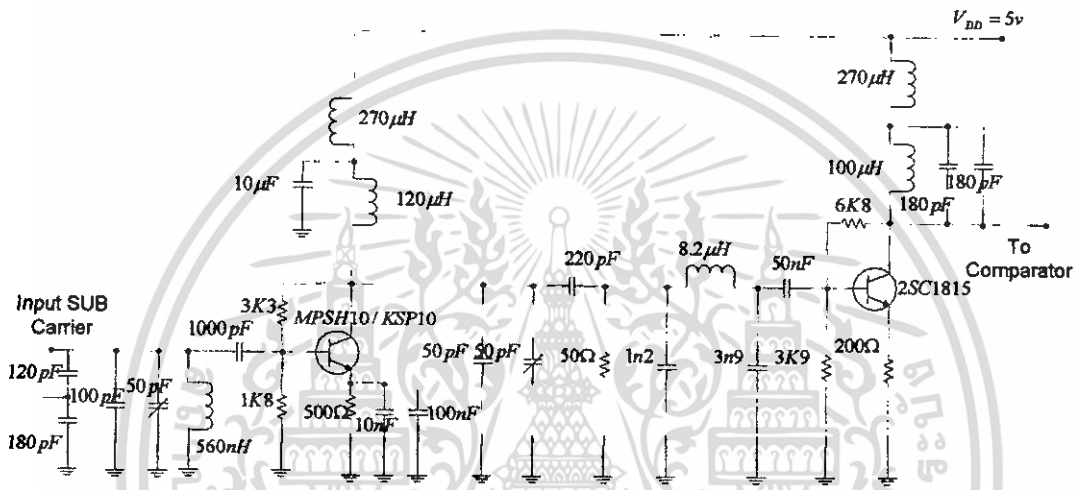 V_DD = 5v
270μH
270μH
10μF
120μH
100μH
180pF
180pF
6K8
8.2μH
220pF
50nF
To
Comparator
2SC1815
Input SUB
Carrier
1000pF
3K3
MPSH10 / KSP10
120pF
100pF
50pF
50pF
50pF
50Ω
1n2
3n9
3K9
200Ω
180pF
560nH
1K8
500Ω
10nF
100nF